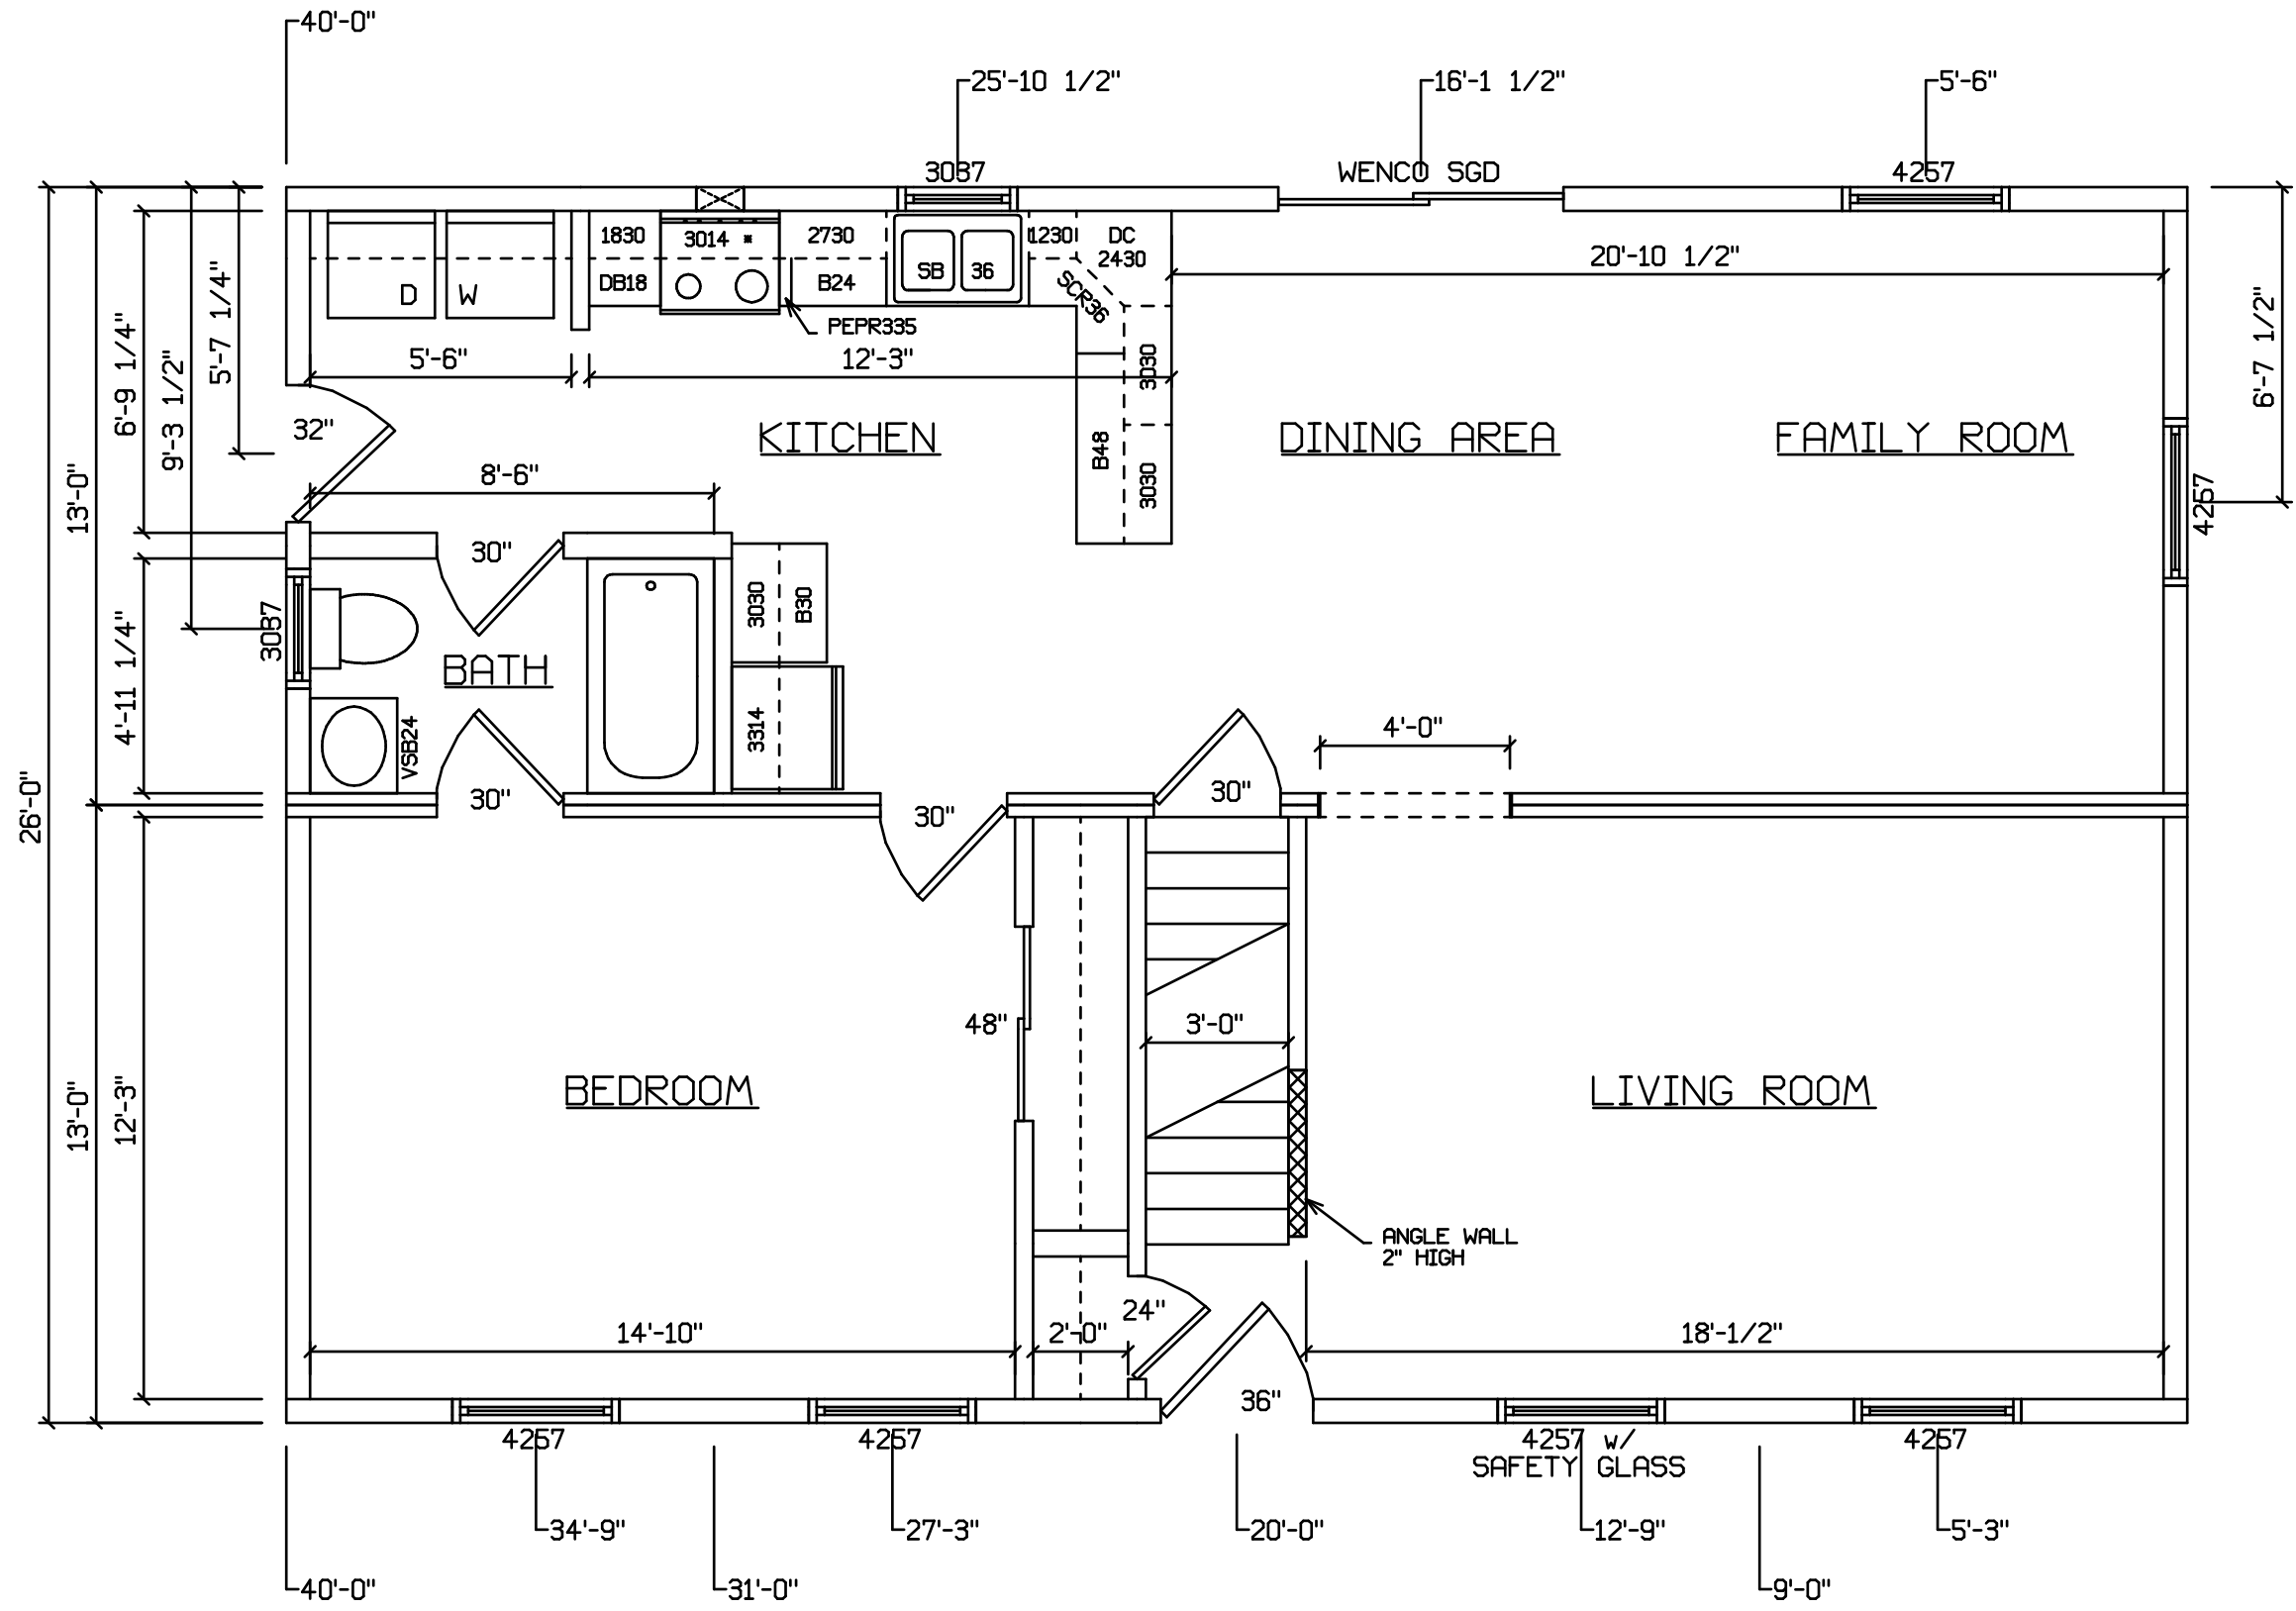 40'-0"
25'-10 1/2"
16'-1 1/2"
5'-6"
3037
WENCO SGD
4257
1830
3014
2730
1230
DC
2430
20'-10 1/2"
DB18
B24
SB
36
SCR36
D
W
PEPR335
5'-7 1/4"
6'-7 1/2"
6'-9 1/4"
9'-3 1/2"
5'-6"
12'-3"
3030
32"
KITCHEN
DINING AREA
FAMILY ROOM
B48
3030
8'-6"
13'-0"
4257
30"
3037
3030
B30
BATH
4'-11 1/4"
VSB24
3314
4'-0"
26'-0"
30"
30"
30"
48"
3'-0"
BEDROOM
LIVING ROOM
13'-0"
12'-3"
ANGLE WALL
2" HIGH
24"
14'-10"
2'-0"
18'-1/2"
36"
4257
4257
4257 W/
SAFETY GLASS
4257
34'-9"
27'-3"
20'-0"
12'-9"
5'-3"
40'-0"
31'-0"
9'-0"